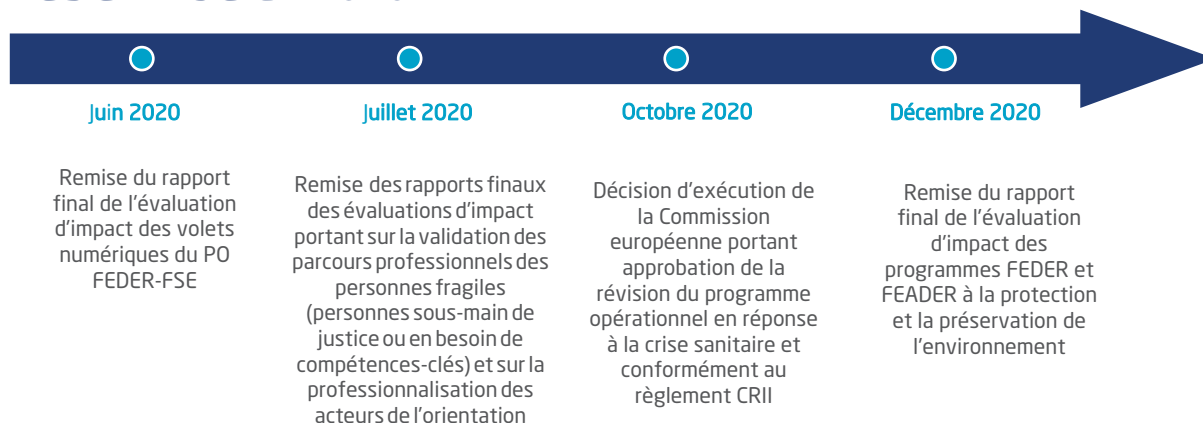 Juin 2020
Remise du rapport
final de l'évaluation
d'impact des volets
numériques du PO
FEDER-FSE
Juillet 2020
Remise des rapports finaux
des évaluations d'impact
portant sur la validation des
parcours professionnels des
personnes fragiles
(personnes sous-main de
justice ou en besoin de
compétences-clés) et sur la
professionnalisation des
acteurs de l'orientation
Octobre 2020
Décision d'exécution de
la Commission
européenne portant
approbation de la
révision du programme
opérationnel en réponse
à la crise sanitaire et
conformément au
règlement CRII
Décembre 2020
Remise du rapport
final de l'évaluation
d'impact des
programmes FEDER et
FEADER à la protection
et la préservation de
l'environnement